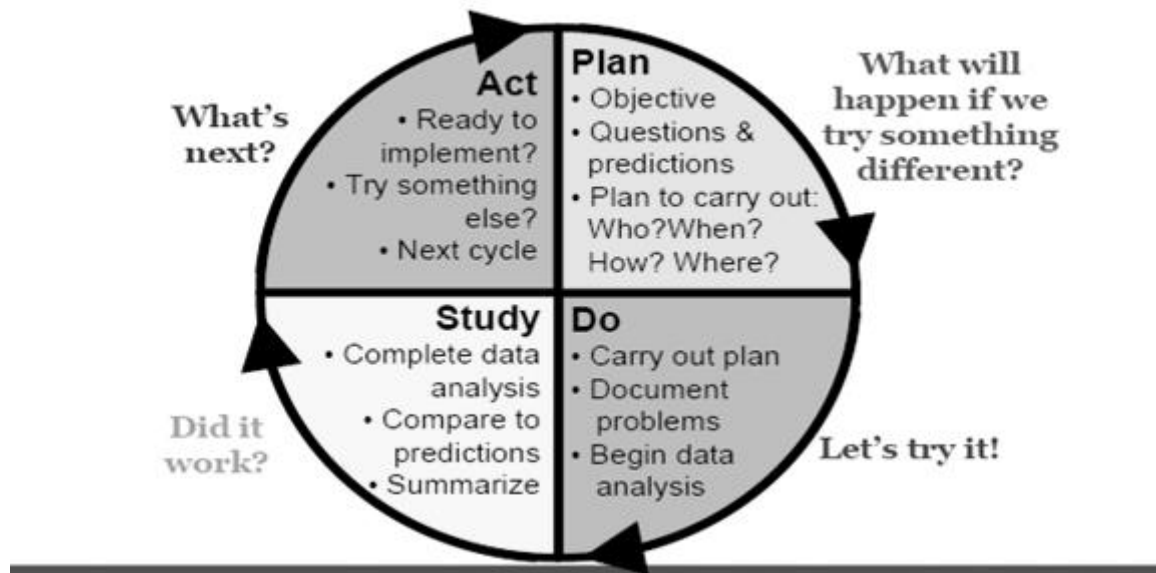 Plan
• Objective
• Questions &
predictions
• Plan to carry out:
Who?When?
How? Where?
What will
happen if we
try something
different?
Do
• Carry out plan
• Document
problems
• Begin data
analysis
Let's try it!
Study
• Complete data
analysis
• Compare to
predictions
• Summarize
Did it
work?
Act
• Ready to
implement?
• Try something
else?
• Next cycle
What's
next?